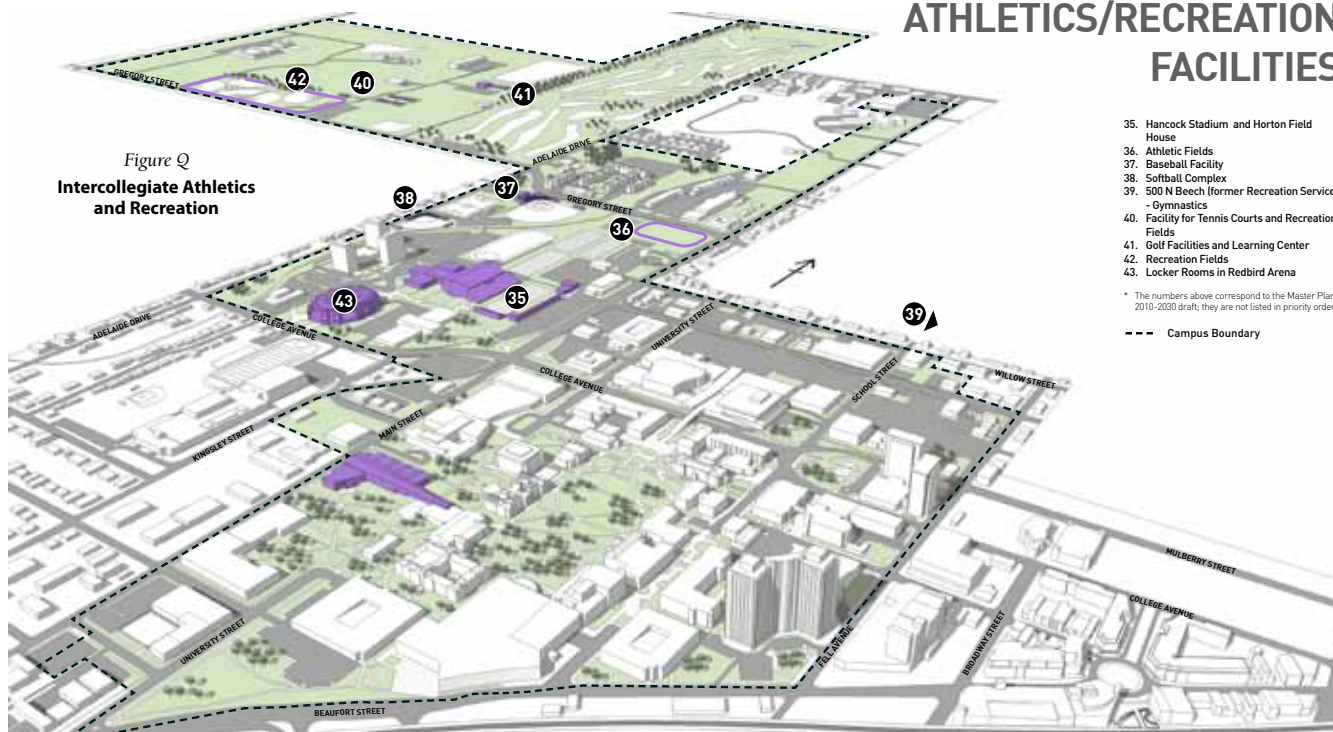 ATHLETICS/RECREATION
FACILITIES
Figure Q
Intercollegiate Athletics
and Recreation
35. Hancock Stadium and Horton Field
House
36. Athletic Fields
37. Baseball Facility
38. Softball Complex
39. 500 N Beech (former Recreation Service
- Gymnastics
40. Facility for Tennis Courts and Recreation
Fields
41. Golf Facilities and Learning Center
42. Recreation Fields
43. Locker Rooms in Redbird Arena
* The numbers above correspond to the Master Plan
2010-2030 draft; they are not listed in priority order
Campus Boundary
GREGORY STREET
42
40
41
ADELAIDE DRIVE
37
38
GREGORY STREET
36
43
35
39
ADELAIDE DRIVE
COLLEGE AVENUE
UNIVERSITY STREET
COLLEGE AVENUE
SCHOOL STREET
WILLOW STREET
MAIN STREET
KINGSLEY STREET
MULBERRY STREET
COLLEGE AVENUE
UNIVERSITY STREET
FELL AVENUE
BROADWAY STREET
BEAUFORT STREET